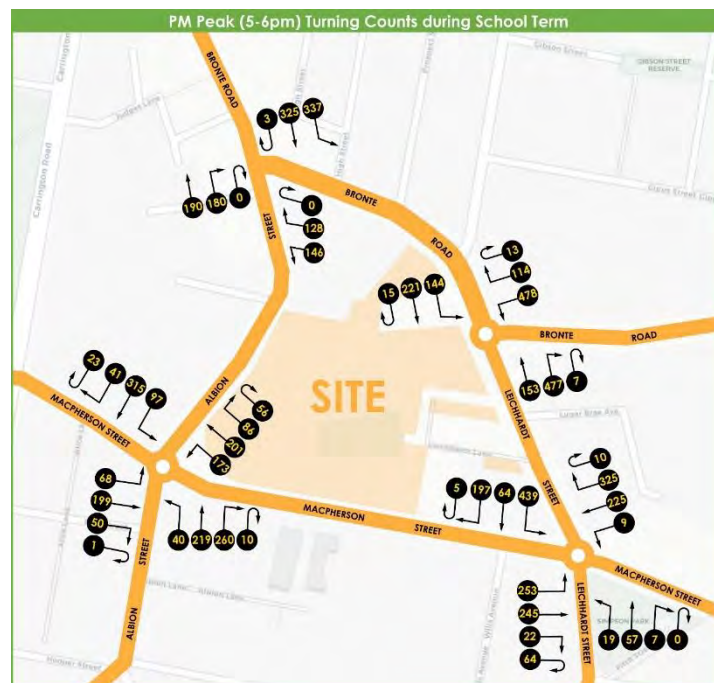 PM Peak (5-6pm) Turning Counts during School Term
Carrington
BRONTE ROAD
Gibson Street
GIBSON STREET RESERVE
3 325 337
190 180 0
0
128
146
Carrington Road
STREET
BRONTE
ROAD
13
114
478
15 221 144
BRONTE ROAD
153 477 7
23 41 315 97
SITE
LEICHHARDT
STREET
MACPHERSON STREET
ALBION
56
86
201
173
10
325
225
9
5 197 64 439
68
199
50
1
40 219 260 10
MACPHERSON STREET
MACPHERSON STREET
ALBION STREET
253
245
22
64
LEICHHARDT STREET
19 57 7 0